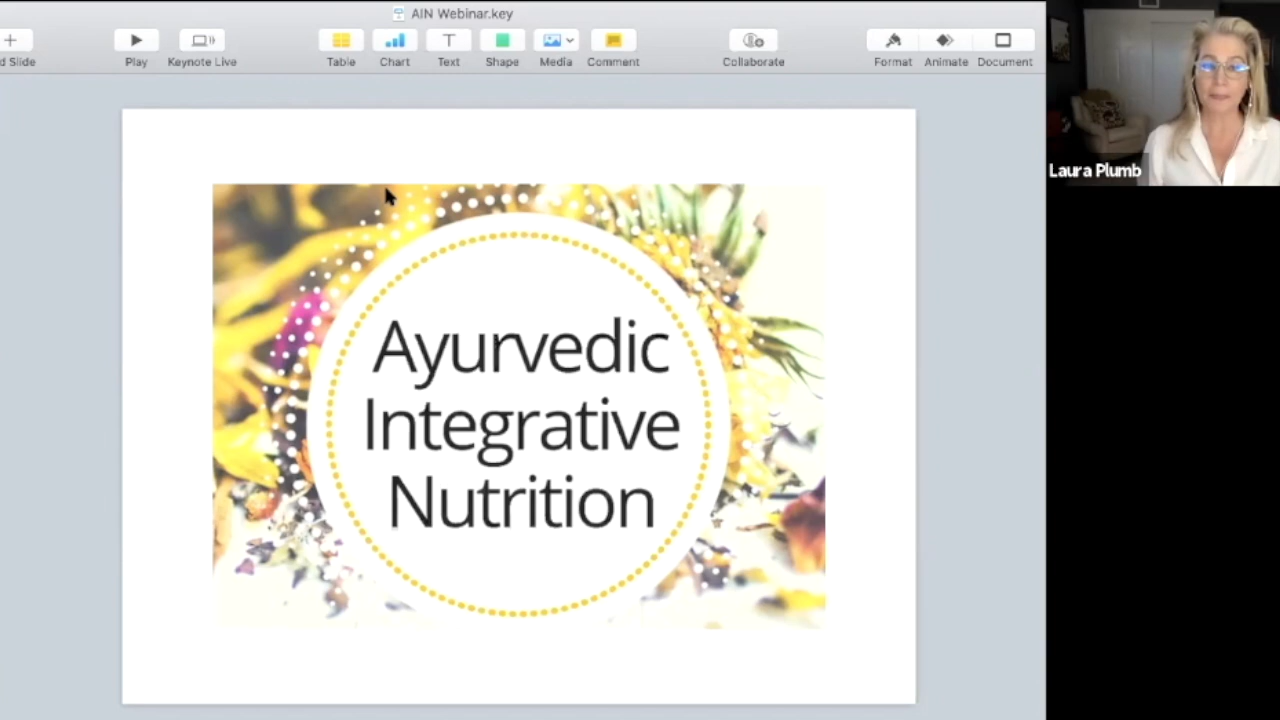 AIN Webinar.key
d Slide
Play
Keynote Live
Table
Chart
Text
Shape
Media
Comment
Collaborate
Format
Animate
Document
Laura Plumb
Ayurvedic
Integrative
Nutrition